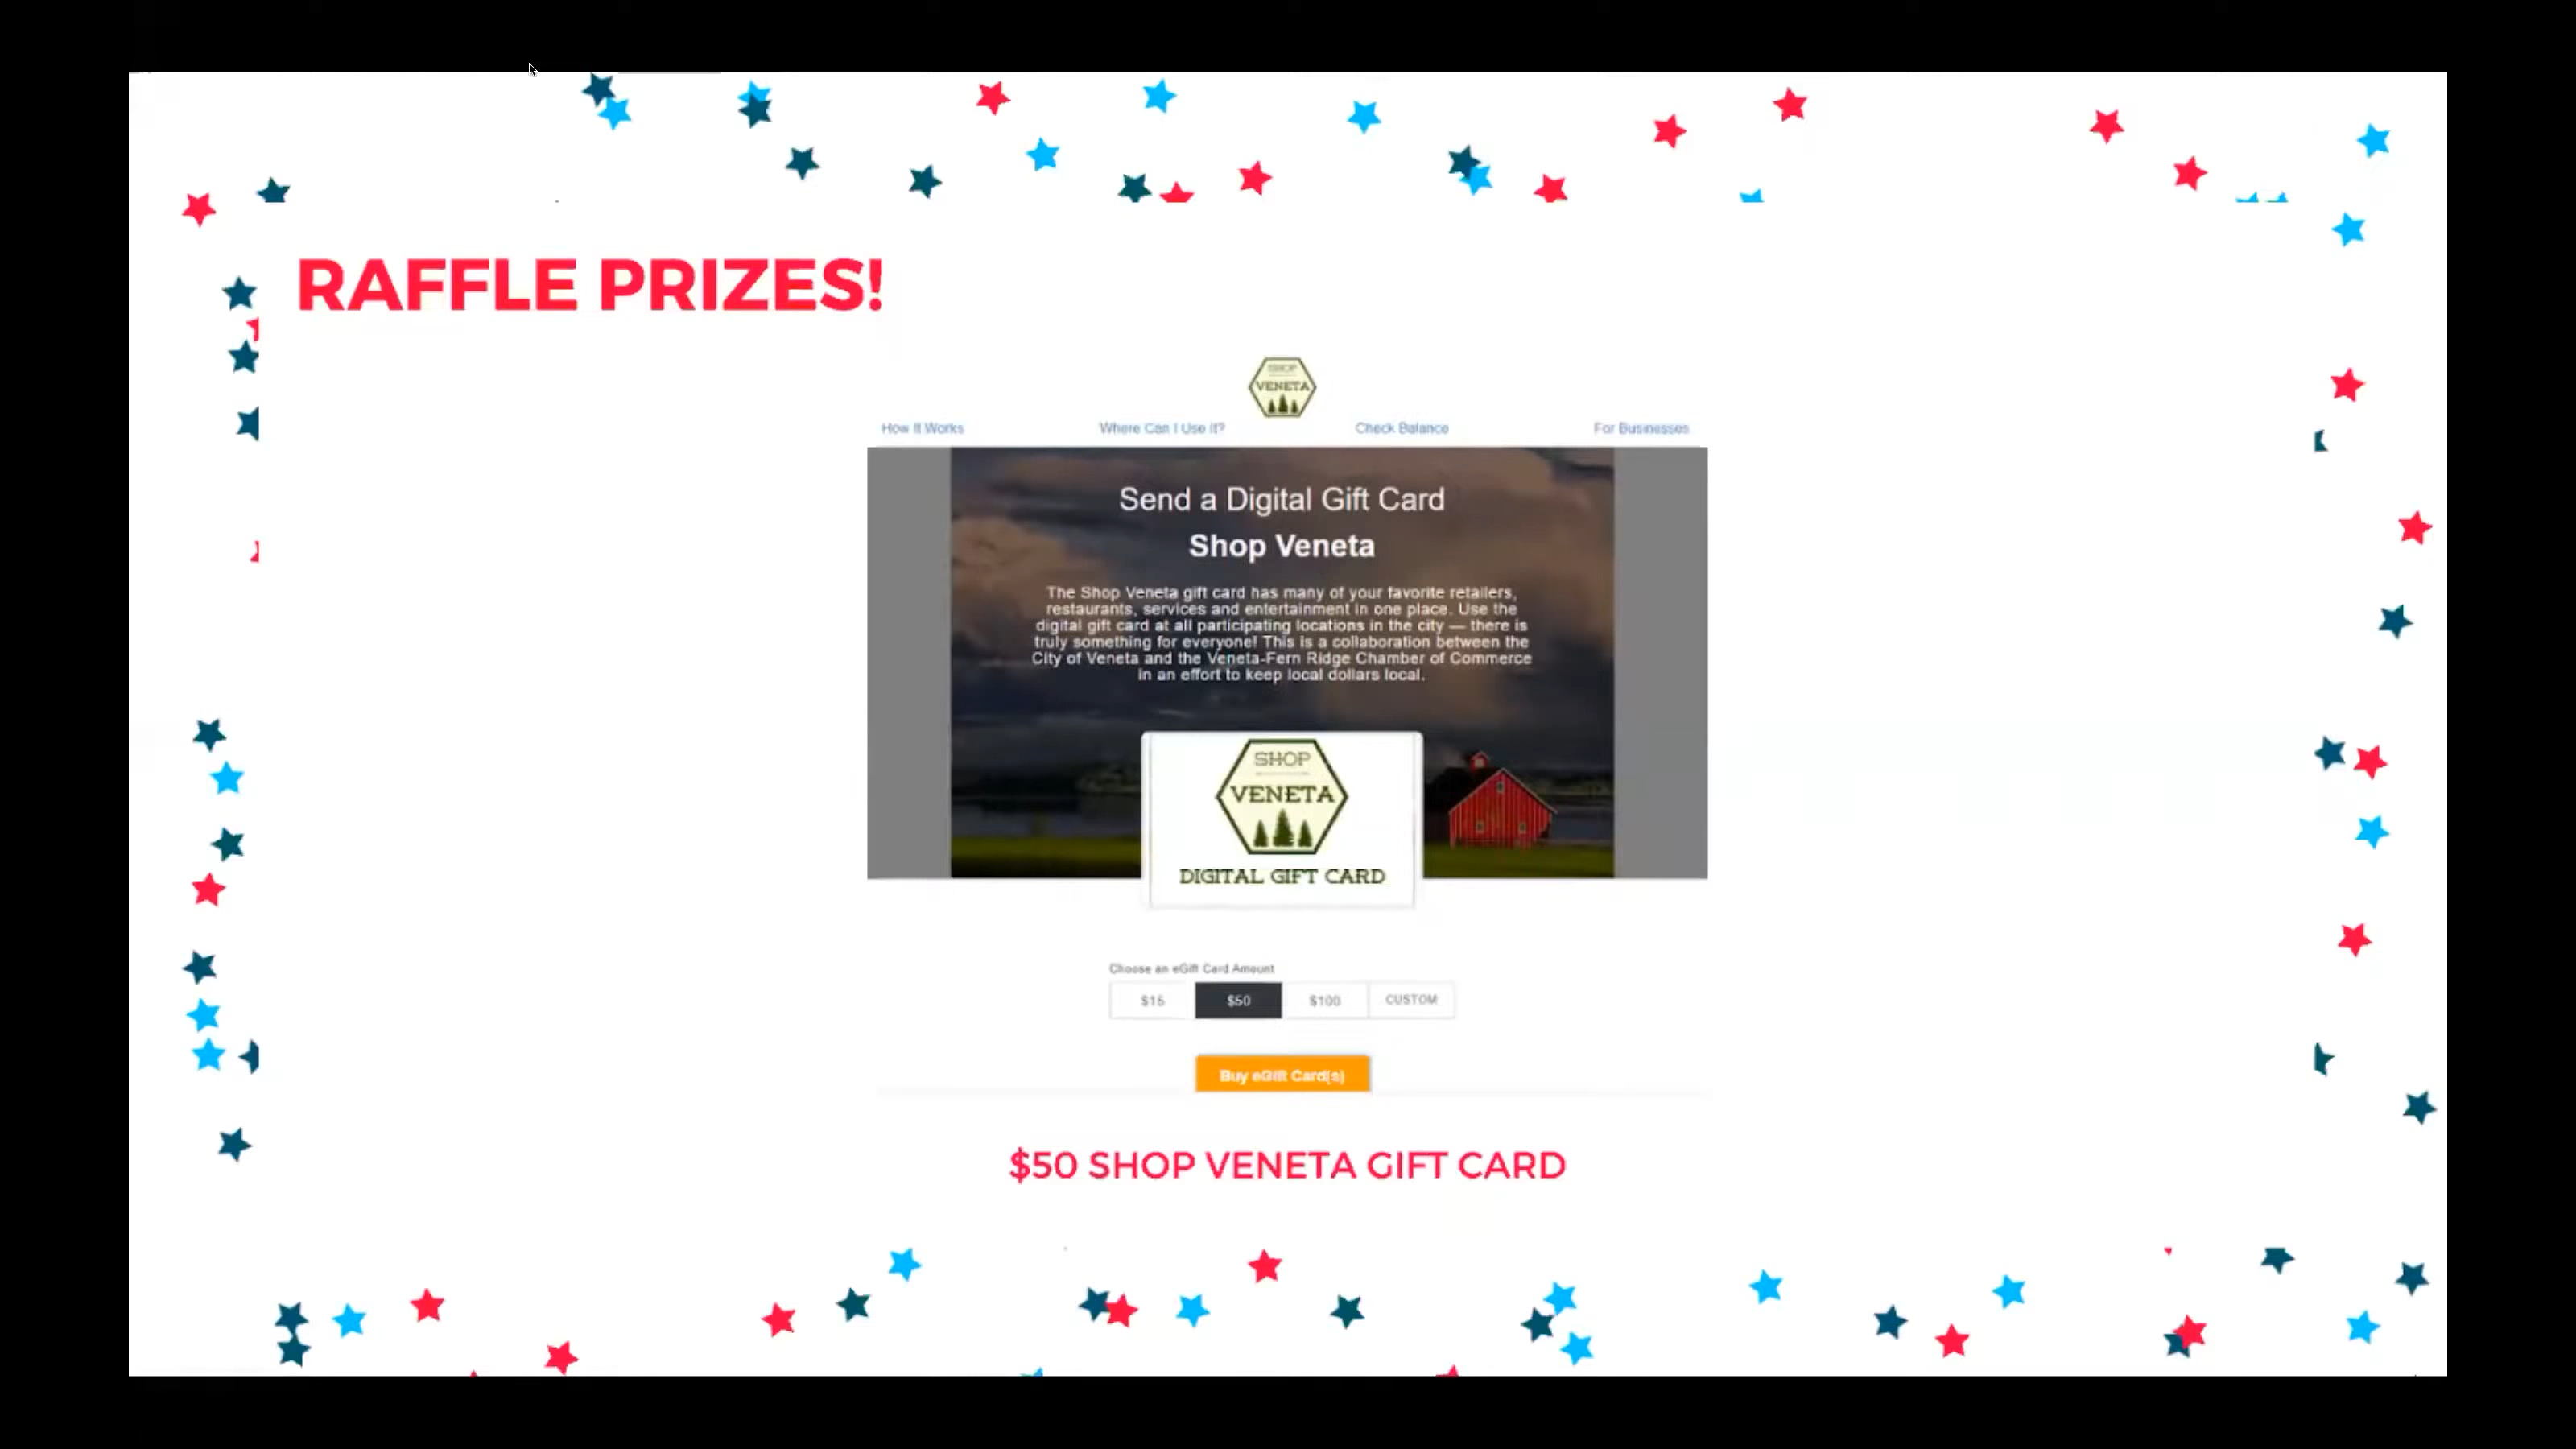 RAFFLE PRIZES!
SHOP
VENETA
How It Works
Where Can I Use It?
Check Balance
For Businesses
Send a Digital Gift Card
Shop Veneta
The Shop Veneta gift card has many of your favorite retailers,
restaurants, services and entertainment in one place. Use the
digital gift card at all participating locations in the city — there is
truly something for everyone! This is a collaboration between the
City of Veneta and the Veneta-Fern Ridge Chamber of Commerce
in an effort to keep local dollars local.
SHOP
VENETA
DIGITAL GIFT CARD
Choose an eGift Card Amount
$15
$50
$100
CUSTOM
Buy eGift Card(s)
$50 SHOP VENETA GIFT CARD